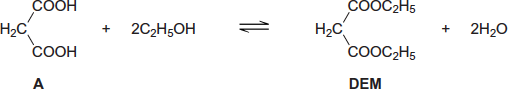 COOH COOC₂H₅
H₂C + 2C₂H₅OH ⇌ H₂C + 2H₂O
COOH COOC₂H₅
A DEM